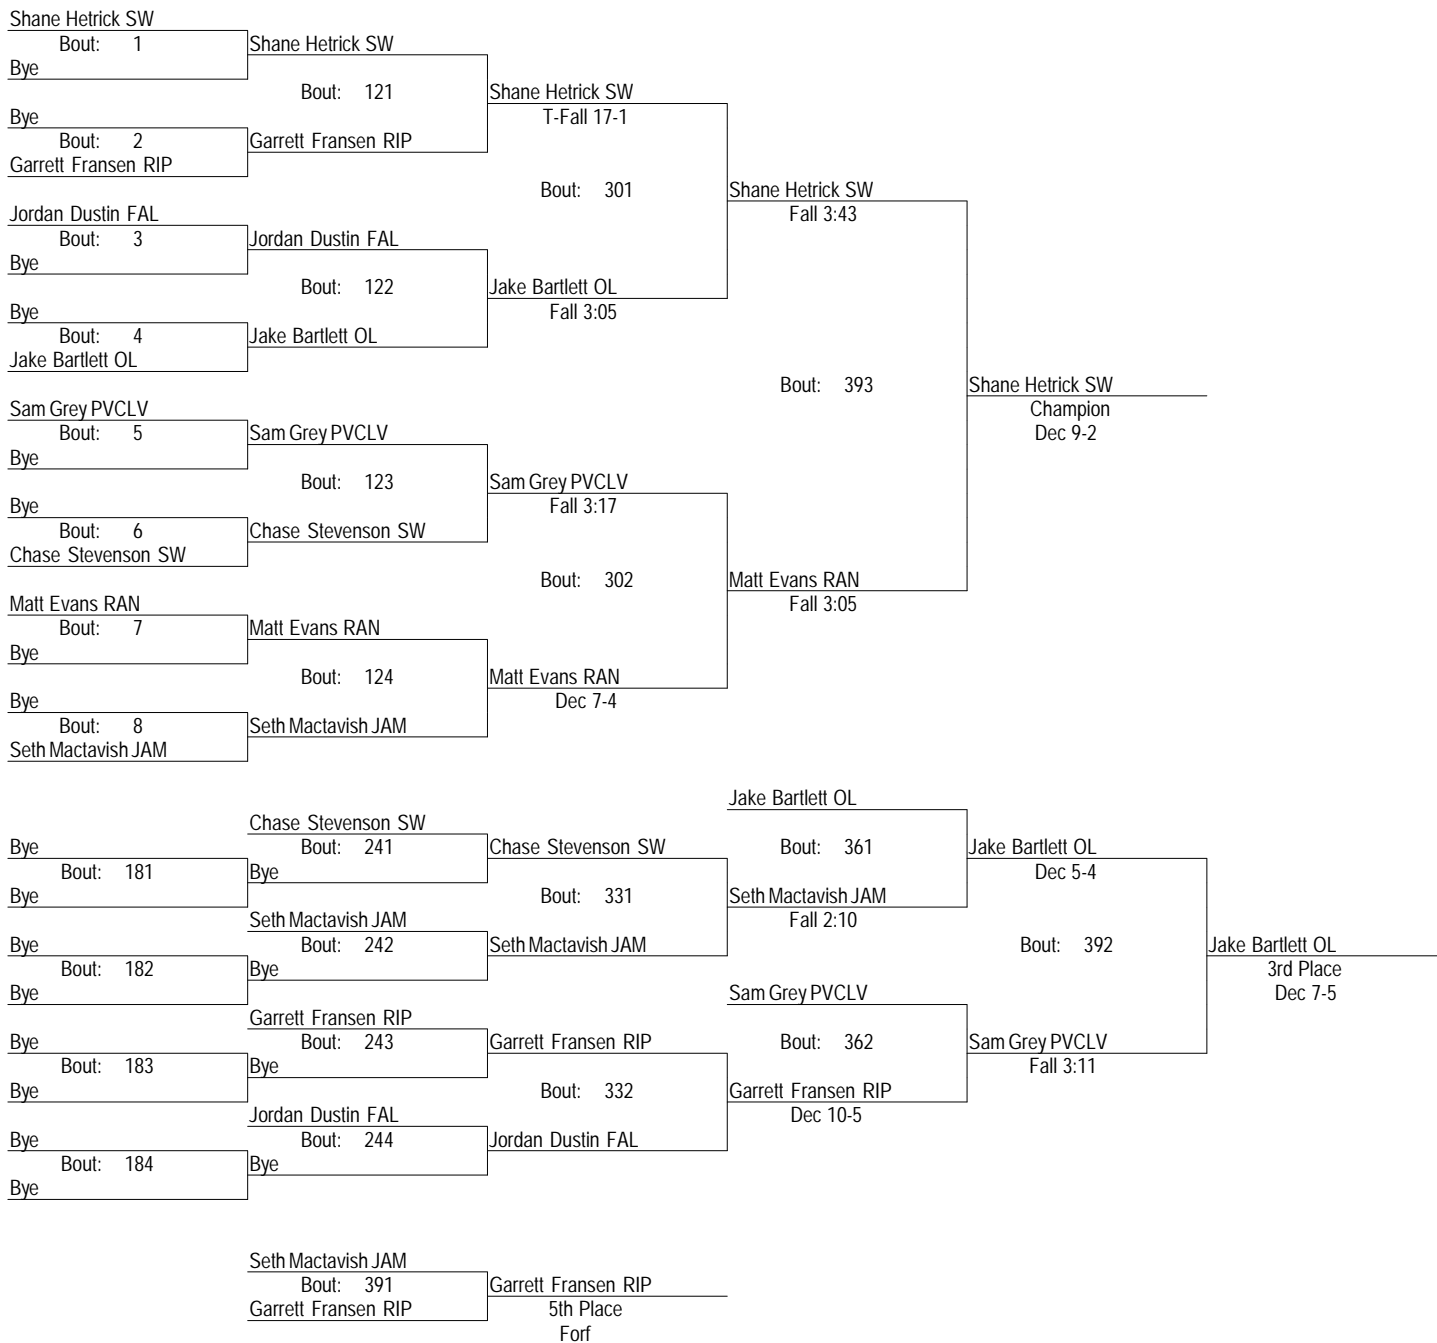 Shane Hetrick SW
Bout: 1
Shane Hetrick SW
Bye
Bout: 121
Shane Hetrick SW
T-Fall 17-1
Bye
Bout: 2
Garrett Fransen RIP
Garrett Fransen RIP
Bout: 301
Shane Hetrick SW
Fall 3:43
Jordan Dustin FAL
Bout: 3
Jordan Dustin FAL
Bye
Bout: 122
Jake Bartlett OL
Fall 3:05
Bye
Bout: 4
Jake Bartlett OL
Jake Bartlett OL
Bout: 393
Shane Hetrick SW
Champion
Dec 9-2
Sam Grey PVCLV
Bout: 5
Sam Grey PVCLV
Bye
Bout: 123
Sam Grey PVCLV
Fall 3:17
Bye
Bout: 6
Chase Stevenson SW
Chase Stevenson SW
Bout: 302
Matt Evans RAN
Fall 3:05
Matt Evans RAN
Bout: 7
Matt Evans RAN
Bye
Bout: 124
Matt Evans RAN
Dec 7-4
Bye
Bout: 8
Seth Mactavish JAM
Seth Mactavish JAM
Jake Bartlett OL
Chase Stevenson SW
Bye
Bout: 241
Chase Stevenson SW
Bout: 361
Jake Bartlett OL
Dec 5-4
Bout: 181
Bye
Bye
Bout: 331
Seth Mactavish JAM
Fall 2:10
Seth Mactavish JAM
Bye
Bout: 242
Seth Mactavish JAM
Bout: 392
Jake Bartlett OL
3rd Place
Dec 7-5
Bout: 182
Bye
Bye
Sam Grey PVCLV
Garrett Fransen RIP
Bye
Bout: 243
Garrett Fransen RIP
Bout: 362
Sam Grey PVCLV
Fall 3:11
Bout: 183
Bye
Bye
Bout: 332
Garrett Fransen RIP
Dec 10-5
Jordan Dustin FAL
Bye
Bout: 244
Jordan Dustin FAL
Bout: 184
Bye
Bye
Seth Mactavish JAM
Bout: 391
Garrett Fransen RIP
Garrett Fransen RIP
5th Place
Forf